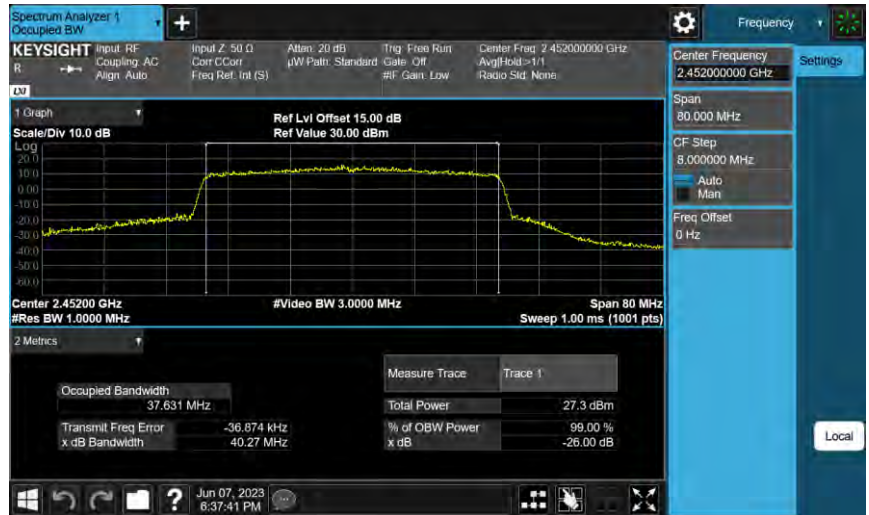 Spectrum Analyzer 1
Occupied BW
Frequency
KEYSIGHT Input: RF Input Z: 50 Ω Atten: 20 dB Trig: Free Run Center Freq: 2.452000000 GHz
R Coupling: AC Corr CCorr µW Path: Standard Gate: Off Avg|Hold:>1/1
Align: Auto Freq Ref: Int (S) #IF Gain: Low Radio Std: None
LXI
Center Frequency
2.452000000 GHz
Settings
Span
80.000 MHz
CF Step
8.000000 MHz
Auto
Man
Freq Offset
0 Hz
Local
1 Graph
Ref Lvl Offset 15.00 dB
Scale/Div 10.0 dB Ref Value 30.00 dBm
Log
20.0
10.0
0.00
-10.0
-20.0
-30.0
-40.0
-50.0
-60.0
Center 2.45200 GHz #Video BW 3.0000 MHz Span 80 MHz
#Res BW 1.0000 MHz Sweep 1.00 ms (1001 pts)
2 Metrics
Measure Trace Trace 1
Occupied Bandwidth
37.631 MHz Total Power 27.3 dBm
Transmit Freq Error -36.874 kHz % of OBW Power 99.00 %
x dB Bandwidth 40.27 MHz x dB -26.00 dB
Jun 07, 2023
6:37:41 PM